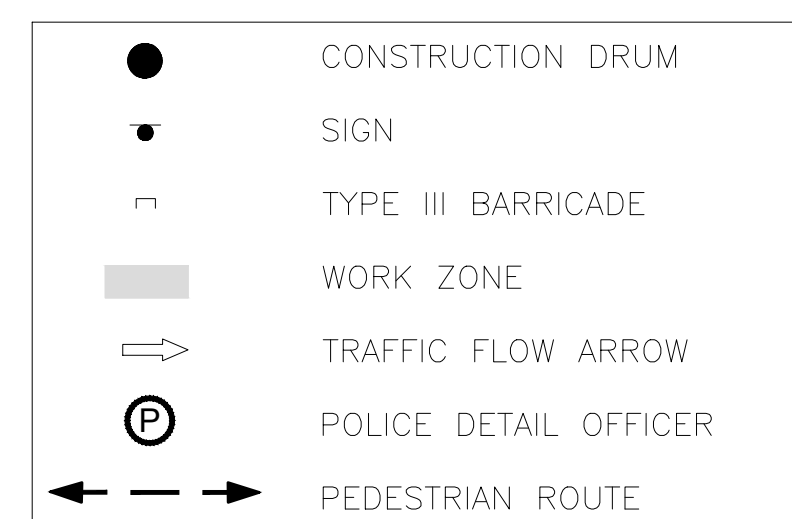 CONSTRUCTION DRUM
SIGN
TYPE III BARRICADE
WORK ZONE
TRAFFIC FLOW ARROW
P POLICE DETAIL OFFICER
PEDESTRIAN ROUTE